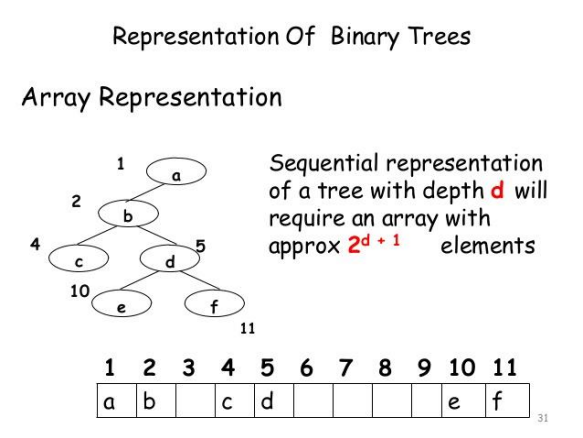 Representation Of Binary Trees
Array Representation
1
a
2
b
4
c
5
d
10
e
f
11
Sequential representation
of a tree with depth d will
require an array with
approx 2^d + 1 elements
1 2 3 4 5 6 7 8 9 10 11
a b c d e f
31